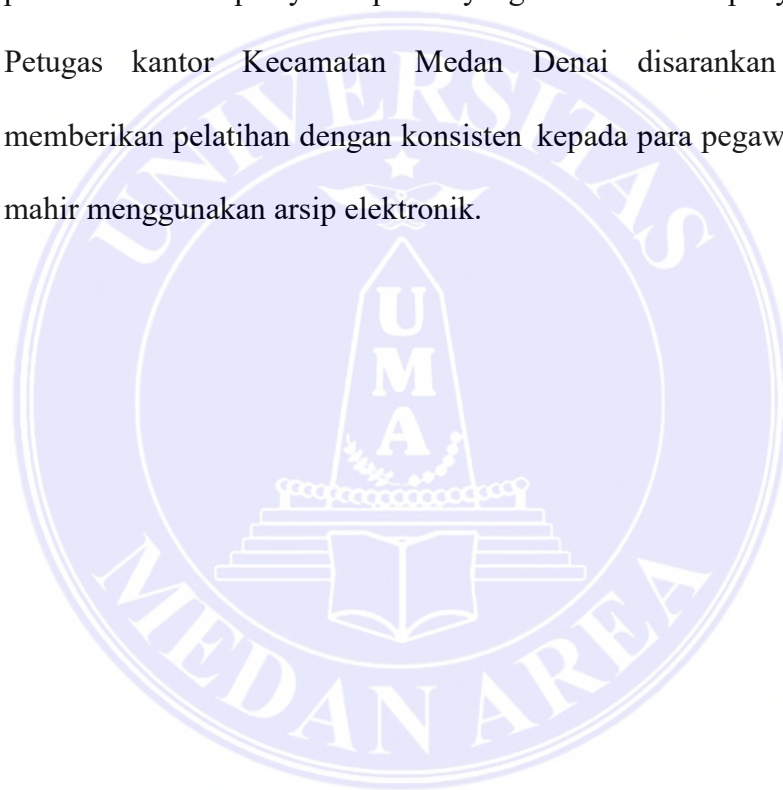 Petugas kantor Kecamatan Medan Denai disarankan
memberikan pelatihan dengan konsisten kepada para
mahir menggunakan arsip elektronik.
UNIVERSITAS
UMA
MEDAN AREA